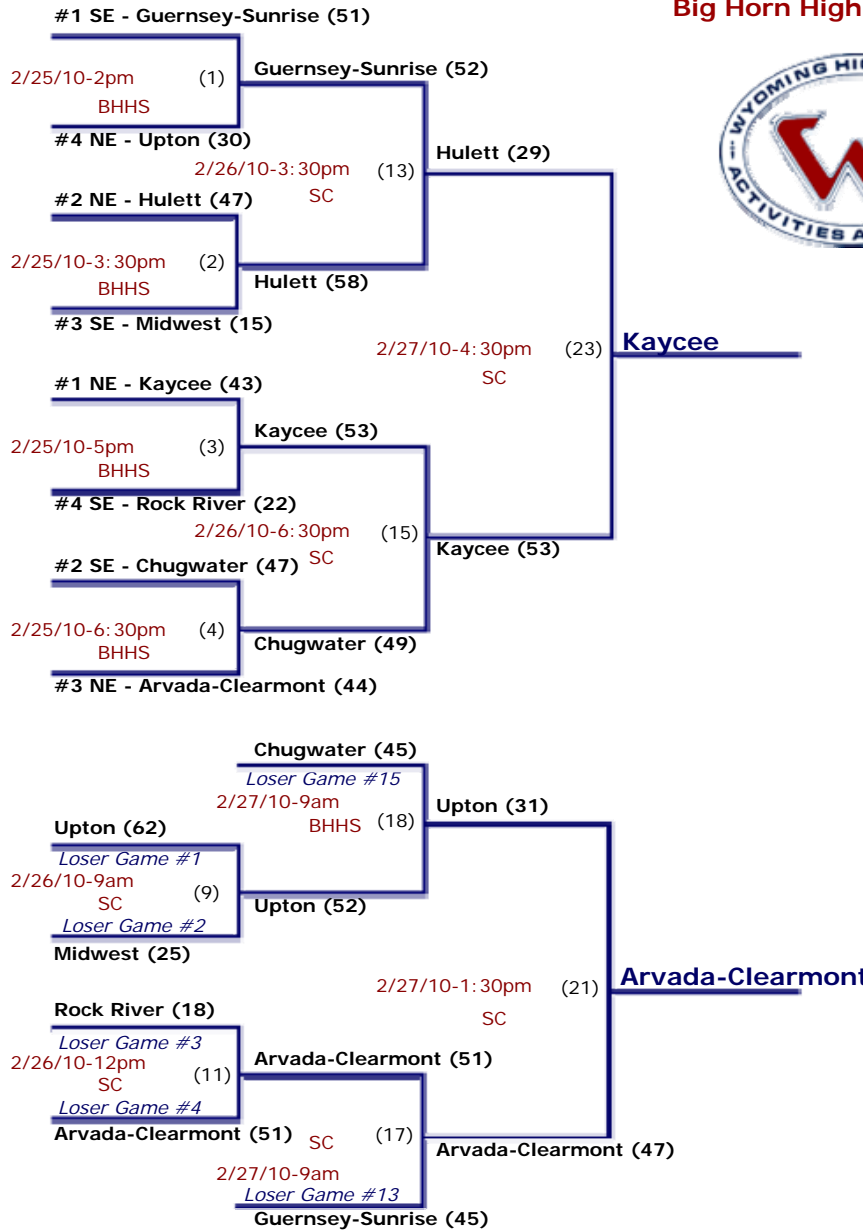 Big Horn High
#1 SE - Guernsey-Sunrise (51)
2/25/10-2pm (1)
BHHS
Guernsey-Sunrise (52)
#4 NE - Upton (30)
2/26/10-3:30pm (13)
SC
Hulett (29)
#2 NE - Hulett (47)
2/25/10-3:30pm (2)
BHHS
Hulett (58)
#3 SE - Midwest (15)
2/27/10-4:30pm (23)
SC
Kaycee
#1 NE - Kaycee (43)
2/25/10-5pm (3)
BHHS
Kaycee (53)
#4 SE - Rock River (22)
2/26/10-6:30pm (15)
SC
Kaycee (53)
#2 SE - Chugwater (47)
2/25/10-6:30pm (4)
BHHS
Chugwater (49)
#3 NE - Arvada-Clearmont (44)
WYOMING HI
ACTIVITIES A
W
Chugwater (45)
Loser Game #15
2/27/10-9am
BHHS (18)
Upton (31)
Upton (62)
Loser Game #1
2/26/10-9am (9)
SC
Loser Game #2
Upton (52)
Midwest (25)
2/27/10-1:30pm (21)
SC
Arvada-Clearmont
Rock River (18)
Loser Game #3
2/26/10-12pm (11)
SC
Loser Game #4
Arvada-Clearmont (51)
Arvada-Clearmont (51)
SC (17)
Arvada-Clearmont (47)
2/27/10-9am
Loser Game #13
Guernsey-Sunrise (45)